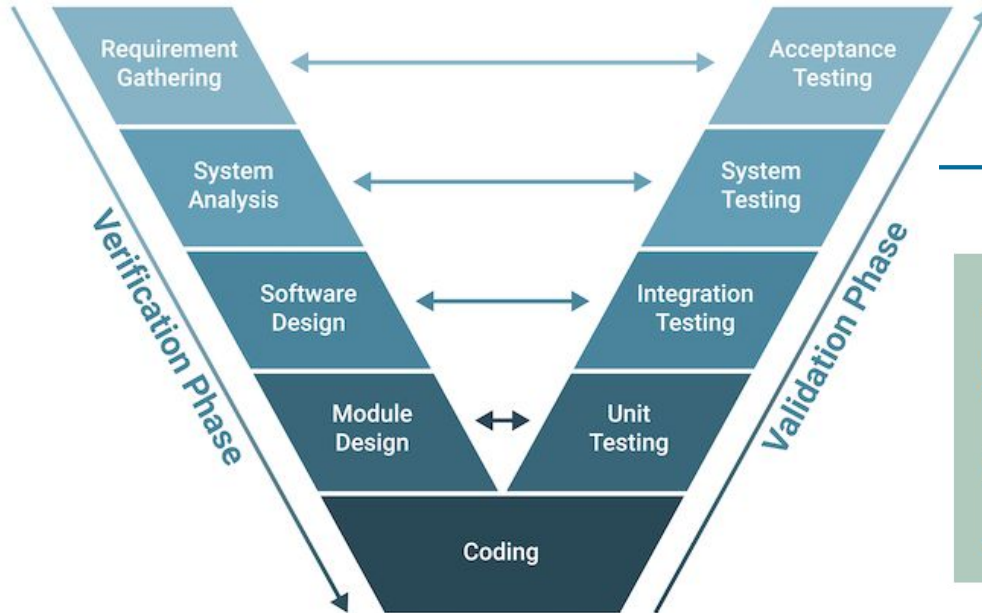 Requirement
Gathering
Acceptance
Testing
System
Analysis
System
Testing
Software
Design
Integration
Testing
Module
Design
Unit
Testing
Coding
Verification Phase
Validation Phase